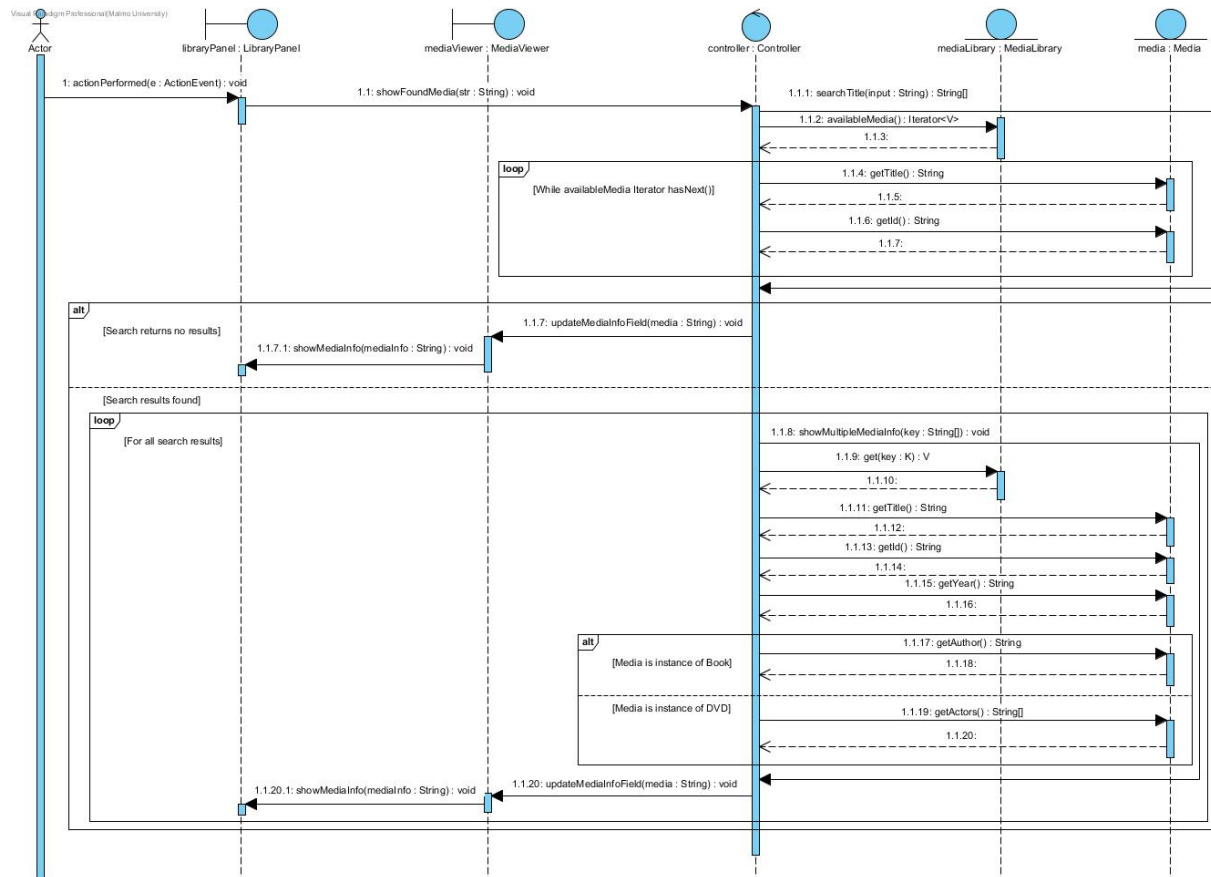 Visual Paradigm Professional(Malmo University)
Actor
libraryPanel : LibraryPanel
mediaViewer : MediaViewer
controller : Controller
mediaLibrary : MediaLibrary
media : Media
1: actionPerformed(e : ActionEvent) : void
1.1: showFoundMedia(str : String) : void
1.1.1: searchTitle(input : String) : String[]
1.1.2: availableMedia() : Iterator<V>
1.1.3:
loop
[While availableMedia Iterator hasNext()]
1.1.4: getTitle() : String
1.1.5:
1.1.6: getId() : String
1.1.7:
alt
[Search returns no results]
1.1.7: updateMediaInfoField(media : String) : void
1.1.7.1: showMediaInfo(mediaInfo : String) : void
[Search results found]
loop
[For all search results]
1.1.8: showMultipleMediaInfo(key : String[]) : void
1.1.9: get(key : K) : V
1.1.10:
1.1.11: getTitle() : String
1.1.12:
1.1.13: getId() : String
1.1.14:
1.1.15: getYear() : String
1.1.16:
alt
[Media is instance of Book]
1.1.17: getAuthor() : String
1.1.18:
[Media is instance of DVD]
1.1.19: getActors() : String[]
1.1.20:
1.1.20: updateMediaInfoField(media : String) : void
1.1.20.1: showMediaInfo(mediaInfo : String) : void